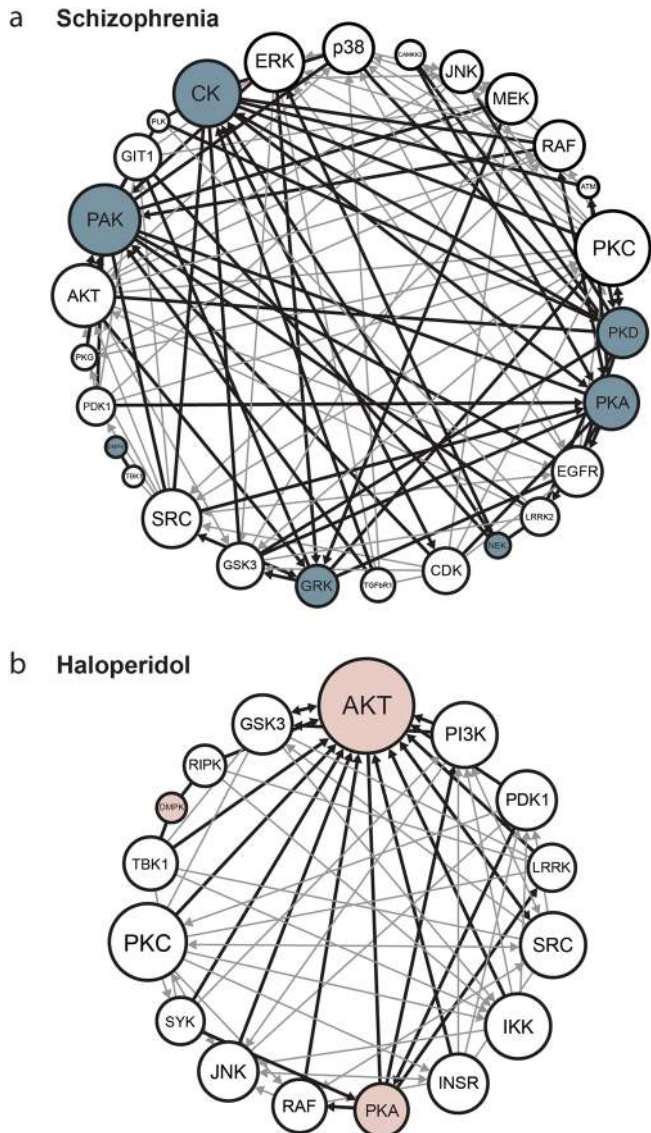 a Schizophrenia
ERK
p38
CAMKK2
JNK
MEK
RAF
ATM
PKC
PKD
PKA
EGFR
LRRK2
NEK
CDK
TGFbR1
GRK
GSK3
SRC
TBK1
PDK1
PKG
AKT
PAK
GIT1
PLK
CK
b Haloperidol
AKT
PI3K
PDK1
LRRK
SRC
IKK
INSR
PKA
RAF
JNK
SYK
PKC
TBK1
DMPK
RIPK
GSK3